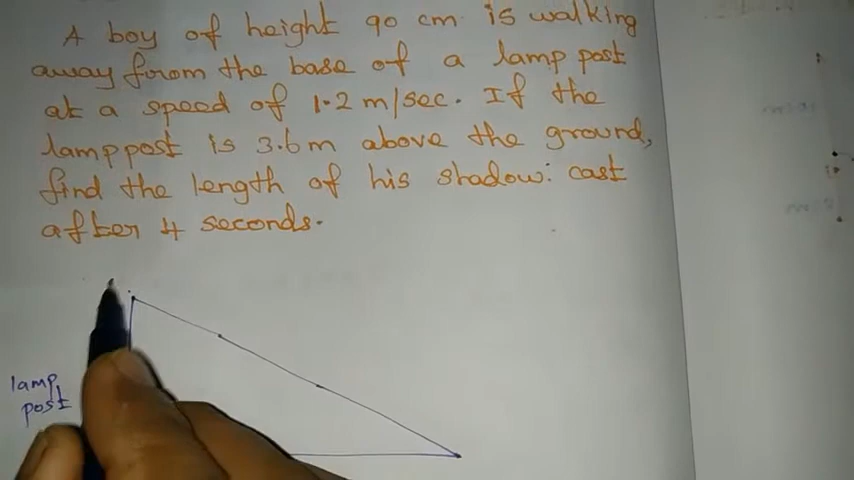 A boy of height 90 cm is walking
away from the base of a lamp post
at a speed of 1.2 m/sec. If the
lamppost is 3.6 m above the ground,
find the length of his shadow: cast
after 4 seconds.
lamp
post